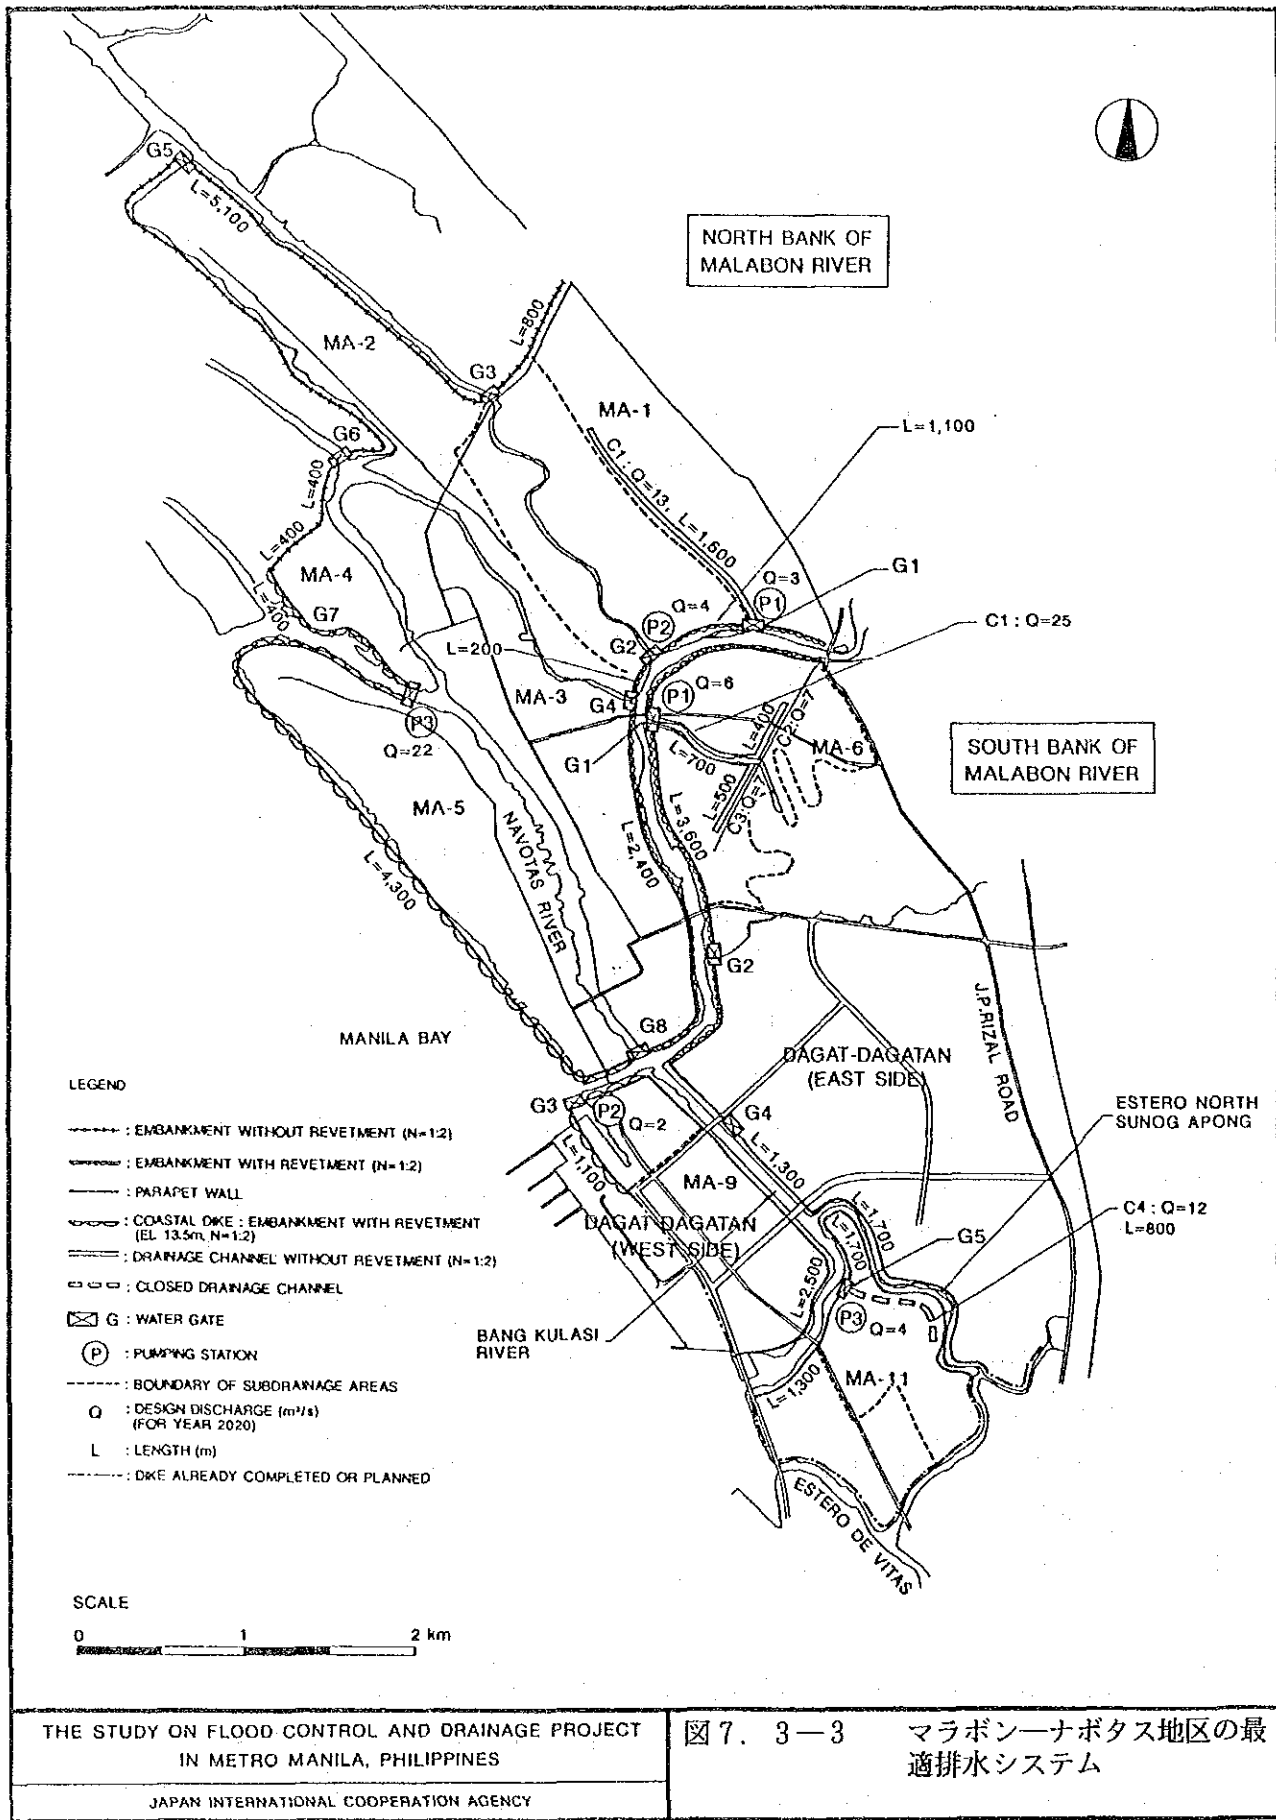 G5
L=5,100
NORTH BANK OF
MALABON RIVER
L=800
MA-2
G3
MA-1
L=1,100
G6
C1 : Q=13, L=1,600
L=400
L=400
MA-4
L=400
G7
Q=3
P1
G1
Q=4
P2
G2
C1 : Q=25
L=200
MA-3
G4
P1
Q=6
P3
Q=22
G1
L=700
L=400
C2:Q=7
MA-6
SOUTH BANK OF
MALABON RIVER
L=500
C3:Q=7
MA-5
L=4,300
NAVOTAS RIVER
L=2,400
L=3,600
G2
J.P.RIZAL ROAD
MANILA BAY
G8
DAGAT-DAGATAN
(EAST SIDE)
G3
P2
Q=2
G4
L=1,300
ESTERO NORTH
SUNOG APONG
L=1,100
MA-9
DAGAT-DAGATAN
(WEST SIDE)
L=1,700
L=1,700
G5
C4 : Q=12
L=800
L=2,500
P3
Q=4
BANG KULASI
RIVER
L=1,300
MA-11
ESTERO DE VITAS
LEGEND
: EMBANKMENT WITHOUT REVETMENT (N=1:2)
: EMBANKMENT WITH REVETMENT (N=1:2)
: PARAPET WALL
: COASTAL DIKE : EMBANKMENT WITH REVETMENT
(EL 13.5m, N=1:2)
: DRAINAGE CHANNEL WITHOUT REVETMENT (N=1:2)
: CLOSED DRAINAGE CHANNEL
G : WATER GATE
P : PUMPING STATION
: BOUNDARY OF SUBDRAINAGE AREAS
Q : DESIGN DISCHARGE (m³/s)
(FOR YEAR 2020)
L : LENGTH (m)
: DIKE ALREADY COMPLETED OR PLANNED
SCALE
0 1 2 km
THE STUDY ON FLOOD CONTROL AND DRAINAGE PROJECT
IN METRO MANILA, PHILIPPINES
JAPAN INTERNATIONAL COOPERATION AGENCY
図7. 3-3 マラボン―ナボタス地区の最
適排水システム